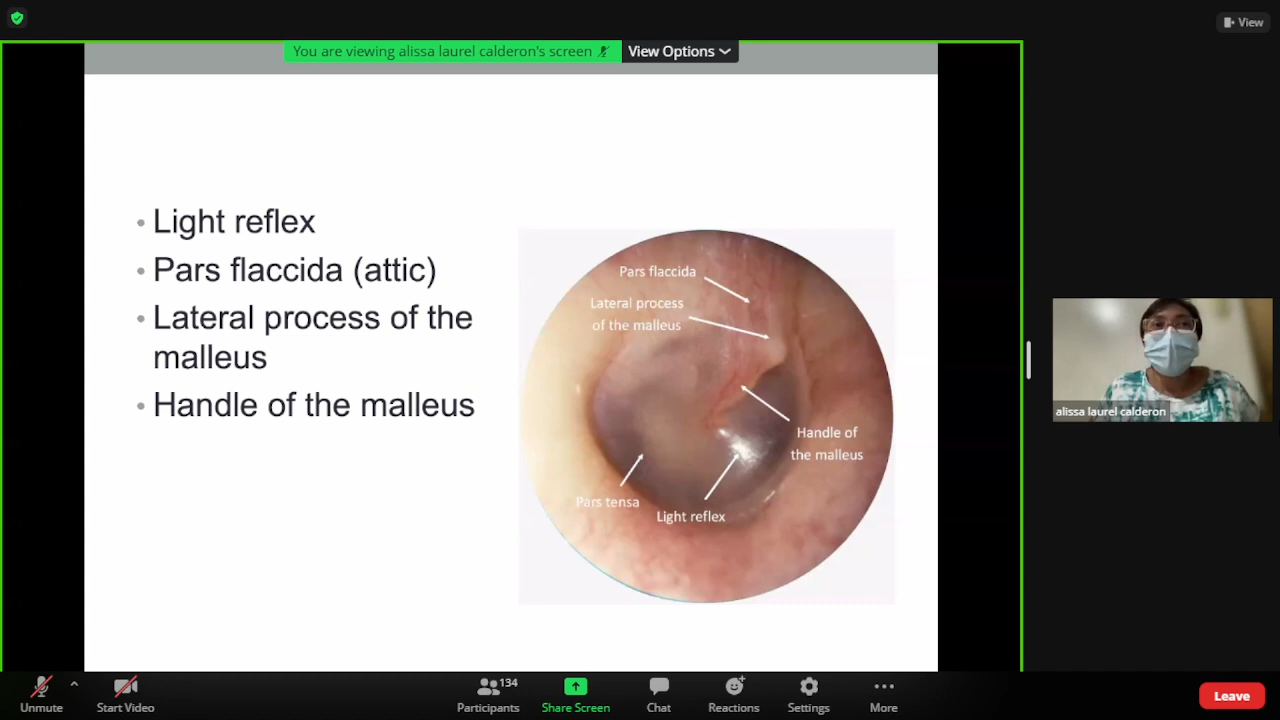 View
You are viewing alissa laurel calderon's screen
View Options
• Light reflex
• Pars flaccida (attic)
• Lateral process of the
malleus
• Handle of the malleus
Pars flaccida
Lateral process
of the malleus
Handle of
the malleus
Pars tensa
Light reflex
alissa laurel calderon
Unmute
Start Video
134
Participants
Share Screen
Chat
Reactions
Settings
More
Leave